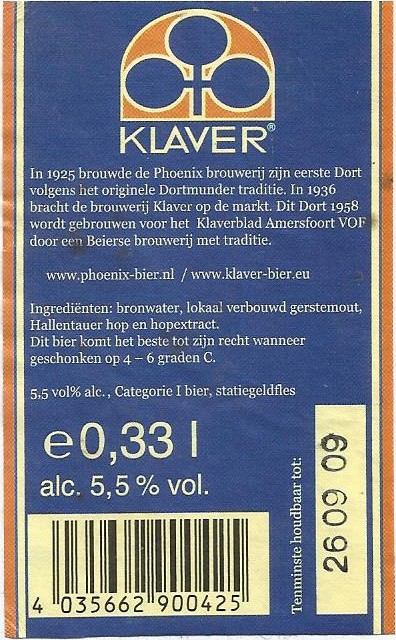 KLAVER®
In 1925 brouwde de Phoenix brouwerij zijn eerste Dort
volgens het originele Dortmunder traditie. In 1936
bracht de brouwerij Klaver op de markt. Dit Dort 1958
wordt gebrouwen voor het Klaverblad Amersfoort VOF
door een Beierse brouwerij met traditie.
www.phoenix-bier.nl / www.klaver-bier.eu
Ingrediënten: bronwater, lokaal verbouwd gerstemout,
Hallentauer hop en hopextract.
Dit bier komt het beste tot zijn recht wanneer
geschonken op 4 – 6 graden C.
5,5 vol% alc., Categorie I bier, statiegeldfles
e 0,33 l
alc. 5,5 % vol.
Tenminste houdbaar tot:
26 09 09
4 035662 900425